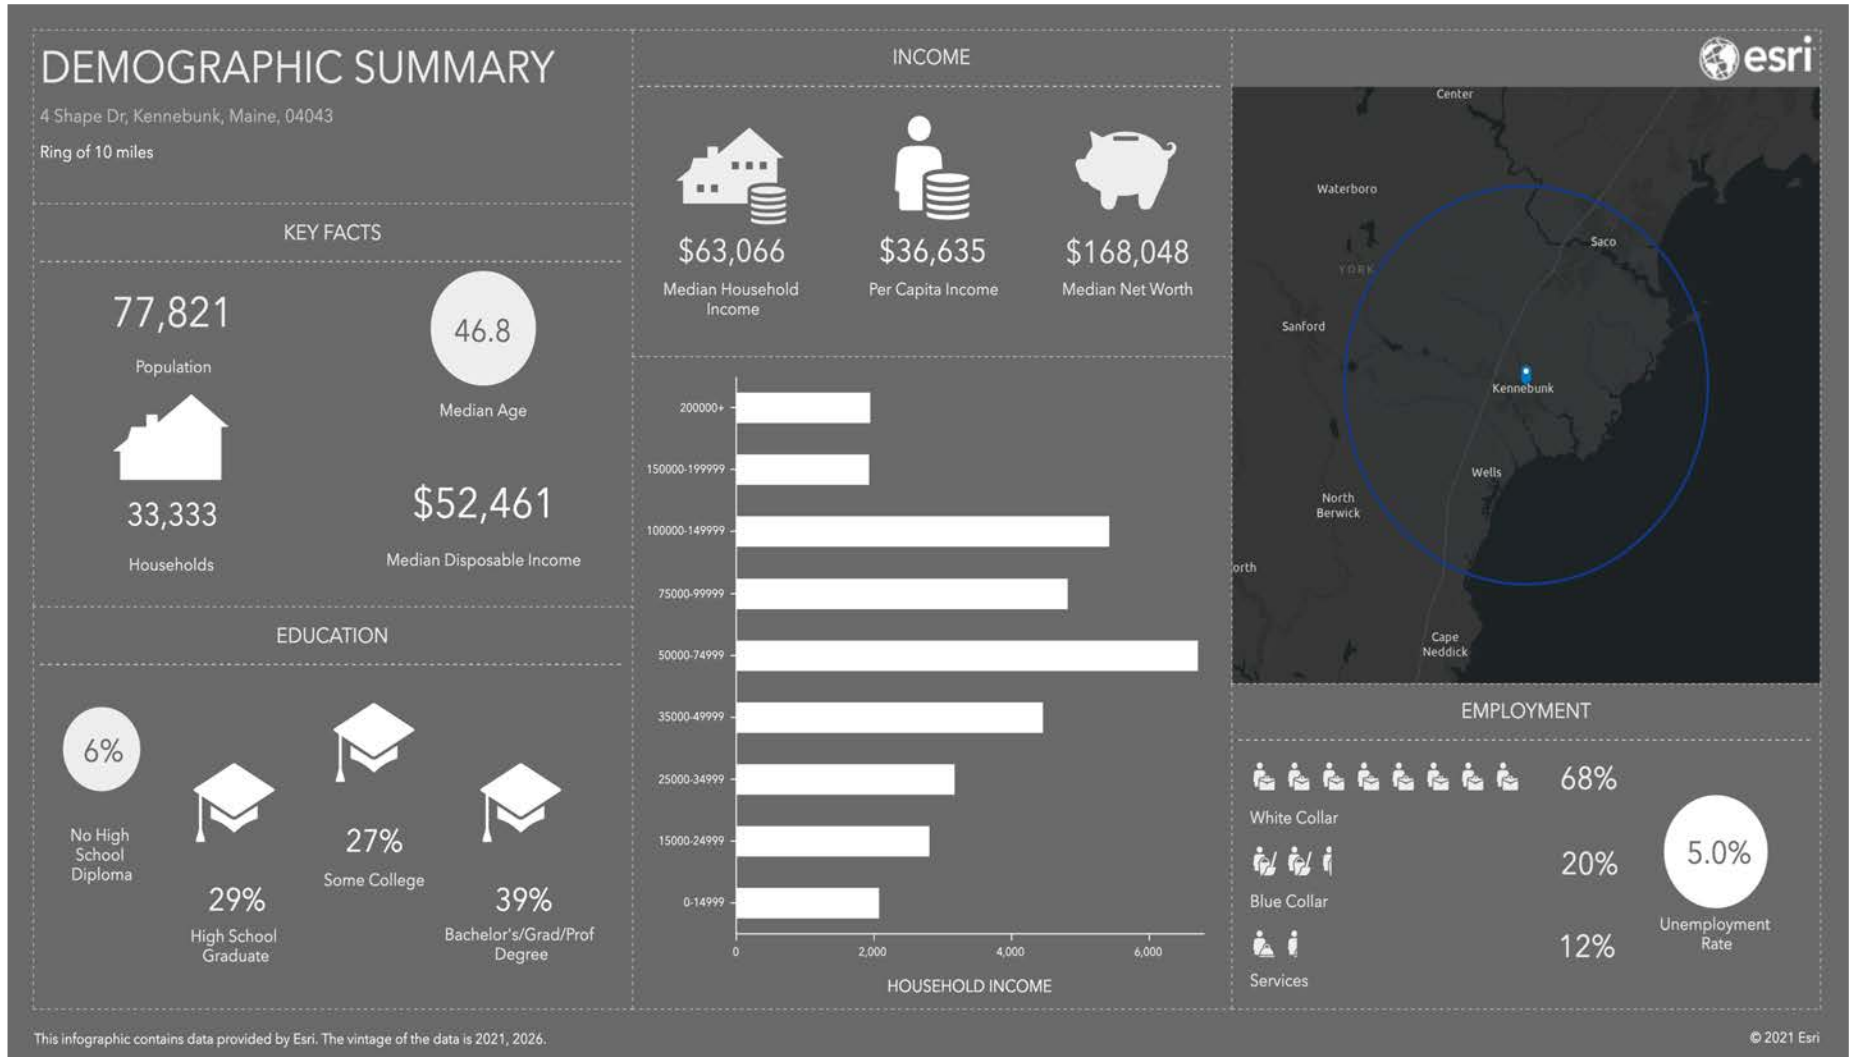 DEMOGRAPHIC SUMMARY
4 Shape Dr, Kennebunk, Maine, 04043
Ring of 10 miles
KEY FACTS
77,821
Population
46.8
Median Age
33,333
Households
$52,461
Median Disposable Income
EDUCATION
6%
No High
School
Diploma
29%
High School
Graduate
27%
Some College
39%
Bachelor's/Grad/Prof
Degree
INCOME
$63,066
Median Household
Income
$36,635
Per Capita Income
$168,048
Median Net Worth
200000+
150000-199999
100000-149999
75000-99999
50000-74999
35000-49999
25000-34999
15000-24999
0-14999
0 2,000 4,000 6,000
HOUSEHOLD INCOME
esri
Center
Waterboro
Saco
YORK
Sanford
Kennebunk
Wells
North
Berwick
orth
Cape
Neddick
EMPLOYMENT
68%
White Collar
20%
Blue Collar
12%
Services
5.0%
Unemployment
Rate
This infographic contains data provided by Esri. The vintage of the data is 2021, 2026.
© 2021 Esri